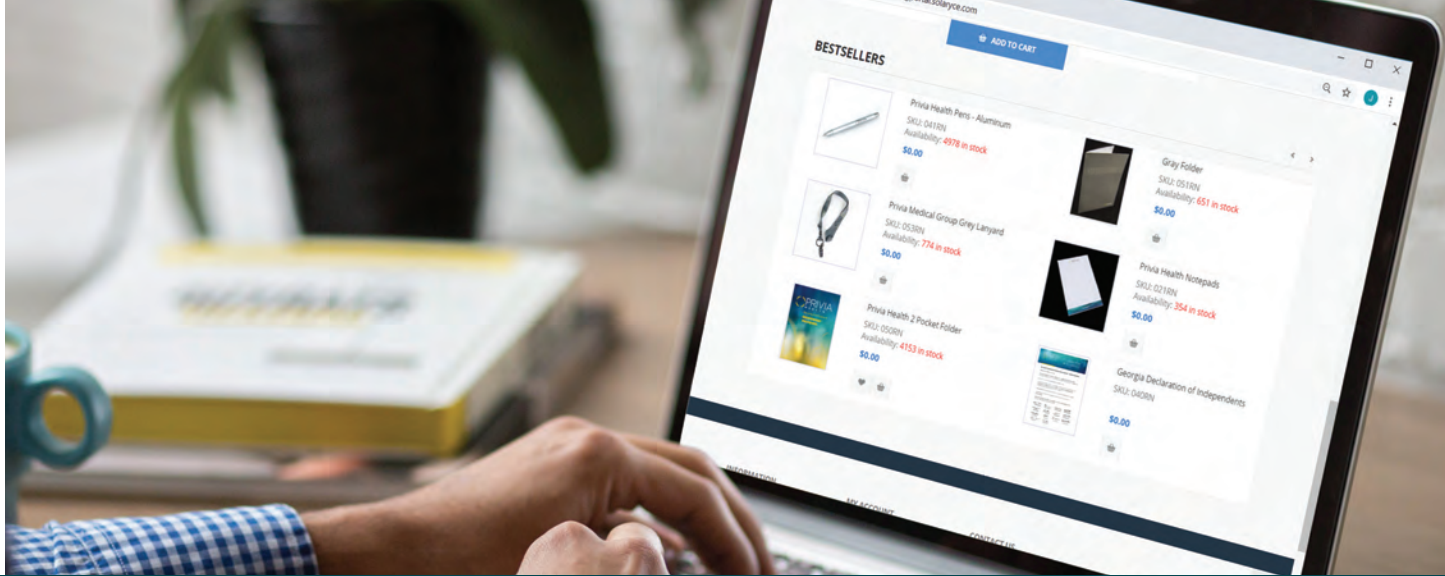 ADD TO CART
BESTSELLERS
Privia Health Pens - Aluminum
SKU: 041RN
Availability: 4978 in stock
$0.00
Privia Medical Group Grey Lanyard
SKU: 053RN
Availability: 774 in stock
$0.00
PRIVIA
Privia Health 2 Pocket Folder
SKU: 050RN
Availability: 4153 in stock
$0.00
Gray Folder
SKU: 051RN
Availability: 651 in stock
$0.00
Privia Health Notepads
SKU: 021RN
Availability: 354 in stock
$0.00
Georgia Declaration of Independents
SKU: 040RN
$0.00
INFORMATION
MY ACCOUNT
CONTACT US